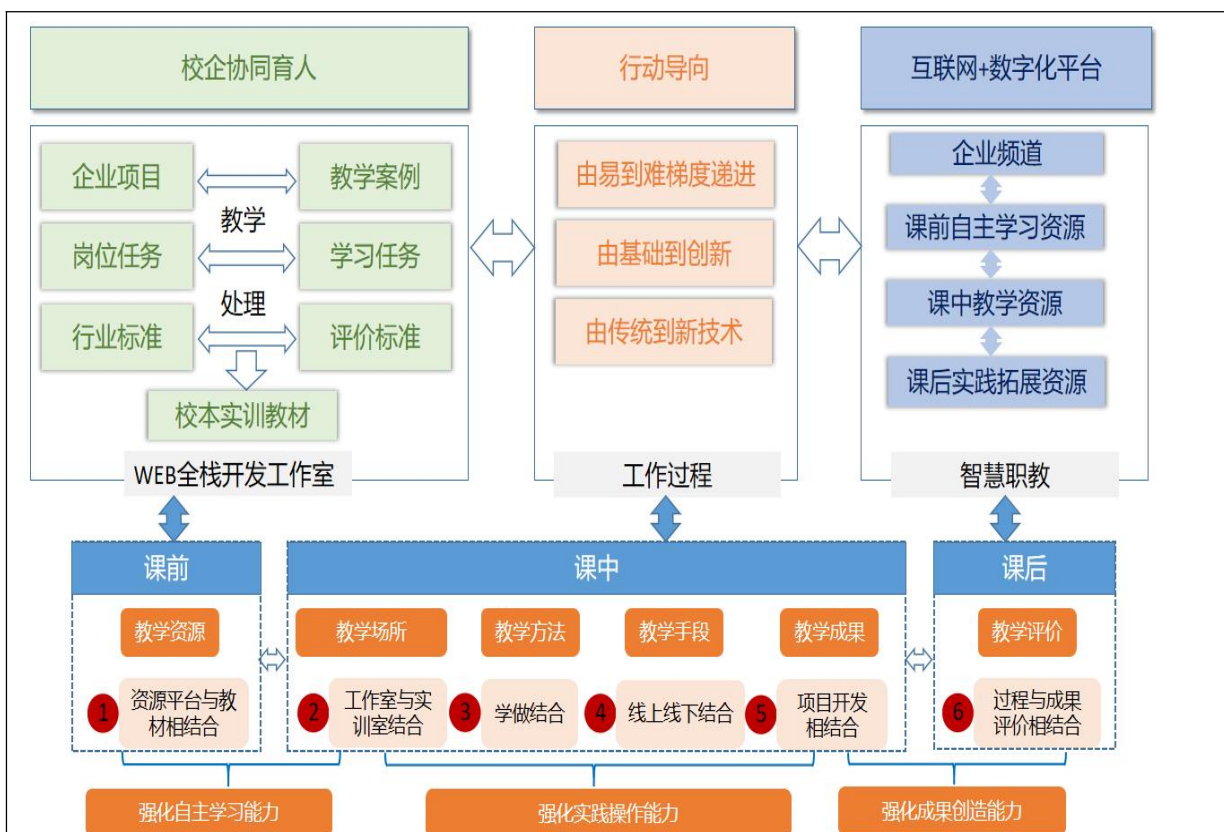 校企协同育人
行动导向
互联网+数字化平台
企业项目
教学案例
教学
岗位任务
学习任务
处理
行业标准
评价标准
校本实训教材
WEB全栈开发工作室
由易到难梯度递进
由基础到创新
由传统到新技术
工作过程
企业频道
课前自主学习资源
课中教学资源
课后实践拓展资源
智慧职教
课前
课中
课后
教学资源
教学场所
教学方法
教学手段
教学成果
教学评价
1
资源平台与教
材相结合
2
工作室与实
训室结合
3
学做结合
4
线上线下结合
5
项目开发
相结合
6
过程与成果
评价相结合
强化自主学习能力
强化实践操作能力
强化成果创造能力